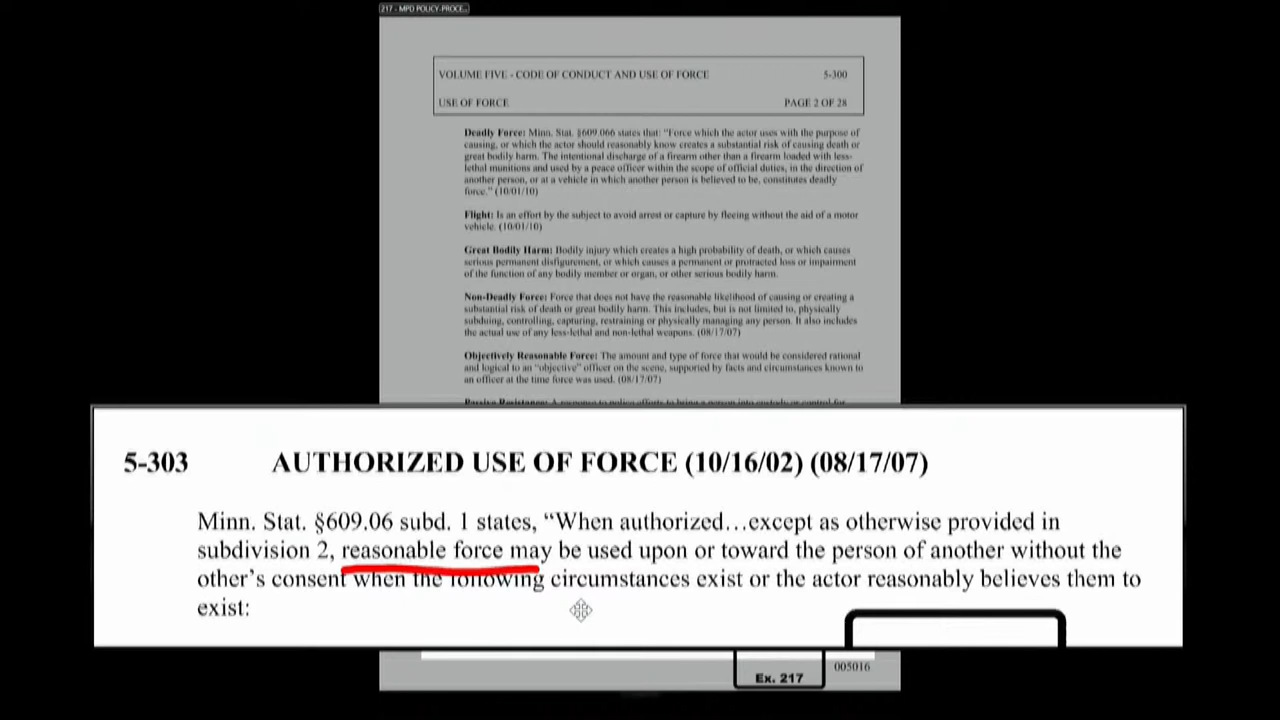 217 - MPD POLICY-PROCE...
VOLUME FIVE - CODE OF CONDUCT AND USE OF FORCE 5-300
USE OF FORCE PAGE 2 OF 28
Deadly Force: Minn. Stat. §609.066 states that: “Force which the actor uses with the purpose of
causing, or which the actor should reasonably know creates a substantial risk of causing death or
great bodily harm. The intentional discharge of a firearm other than a firearm loaded with less-
lethal munitions and used by a peace officer within the scope of official duties, in the direction of
another person, or at a vehicle in which another person is believed to be, constitutes deadly
force.” (10/01/10)
Flight: Is an effort by the subject to avoid arrest or capture by fleeing without the aid of a motor
vehicle. (10/01/10)
Great Bodily Harm: Bodily injury which creates a high probability of death, or which causes
serious permanent disfigurement, or which causes a permanent or protracted loss or impairment
of the function of any bodily member or organ, or other serious bodily harm.
Non-Deadly Force: Force that does not have the reasonable likelihood of causing or creating a
substantial risk of death or great bodily harm. This includes, but is not limited to, physically
subduing, controlling, capturing, restraining or physically managing any person. It also includes
the actual use of any less-lethal and non-lethal weapons. (08/17/07)
Objectively Reasonable Force: The amount and type of force that would be considered rational
and logical to an “objective” officer on the scene, supported by facts and circumstances known to
an officer at the time force was used. (08/17/07)
Passive Resistance: A response to police efforts to bring a person into custody or control for
5-303 AUTHORIZED USE OF FORCE (10/16/02) (08/17/07)
Minn. Stat. §609.06 subd. 1 states, “When authorized…except as otherwise provided in
subdivision 2, reasonable force may be used upon or toward the person of another without the
other’s consent when the following circumstances exist or the actor reasonably believes them to
exist:
Ex. 217
005016